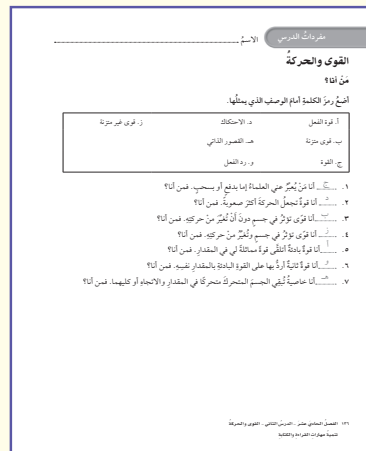 مفرداتُ الدرسِ
الاسمُ
القوى والحركةُ
مَنْ أنا؟
أضعُ رمزَ الكلمةِ أمامَ الوصفِ الذي يمثلُها.
أ. قوة الفعل د. الاحتكاك ز. قوى غير متزنة
ب. قوى متزنة هـ. القصور الذاتي
ج. القوة و. رد الفعل
١. ج أنا مَنْ يُعبِّرُ عني العلماءُ إما بدفعٍ أو بسحبٍ. فمن أنا؟
٢. د أنا قوةٌ تجعلُ الحركةَ أكثرَ صعوبةً. فمن أنا؟
٣. ب أنا قوًى تؤثرُ في جسمٍ دونَ أنْ تُغيِّرَ منْ حركتِهِ. فمن أنا؟
٤. ز أنا قوًى تؤثرُ في جسمٍ وتُغيِّرُ منْ حركتِهِ. فمن أنا؟
٥. أ أنا قوةٌ بادئةٌ أتلقَّى قوةً مماثلةً لي في المقدارِ. فمن أنا؟
٦. و أنا قوةٌ ثانيةٌ أردُّ بها على القوةِ البادئةِ بالمقدارِ نفسِهِ. فمن أنا؟
٧. هـ أنا خاصيةٌ تُبقِي الجسمَ المتحركَ متحركًا في المقدارِ والاتجاهِ أو كليهما. فمن أنا؟
١٣٦ الفصلُ الحادي عشر - الدرسُ الثاني - القوى والحركةُ
تنمية مهارات القراءة والكتابة